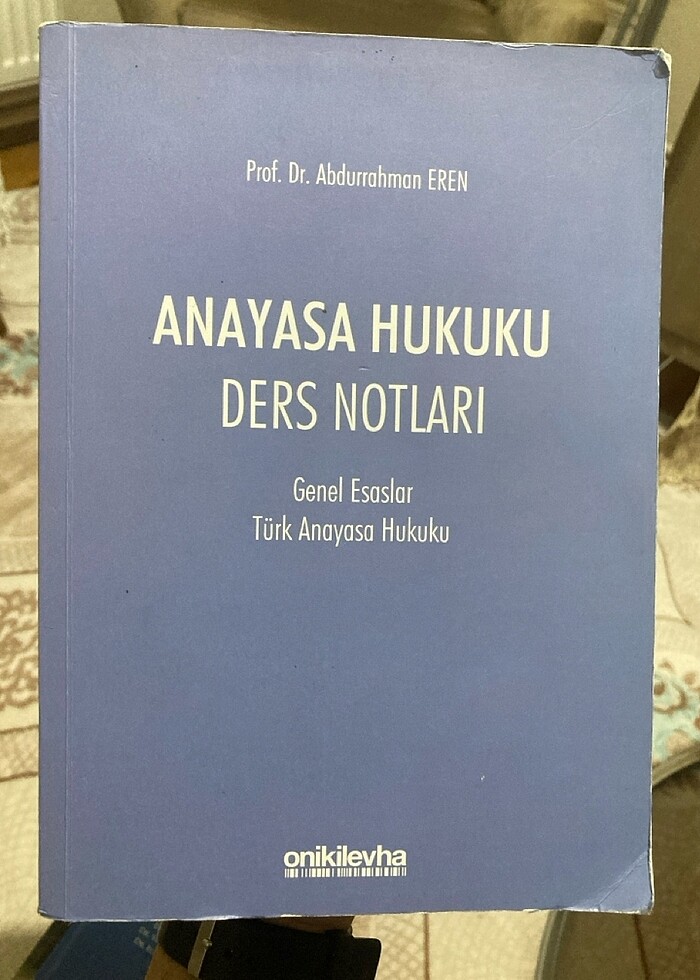 Prof. Dr. Abdurrahman EREN
ANAYASA HUKUKU
DERS NOTLARI
Genel Esaslar
Türk Anayasa Hukuku
onikilevha